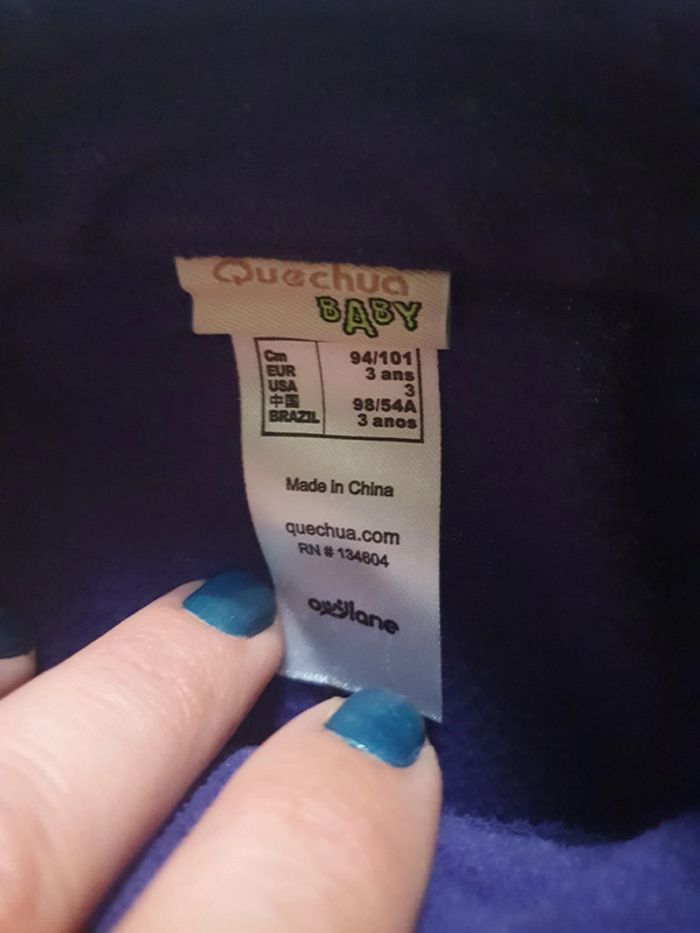 Quechua
BABY
Cm 94/101
EUR 3 ans
USA 3
中国 98/54A
BRAZIL 3 anos
Made in China
quechua.com
RN # 134604
oxylane